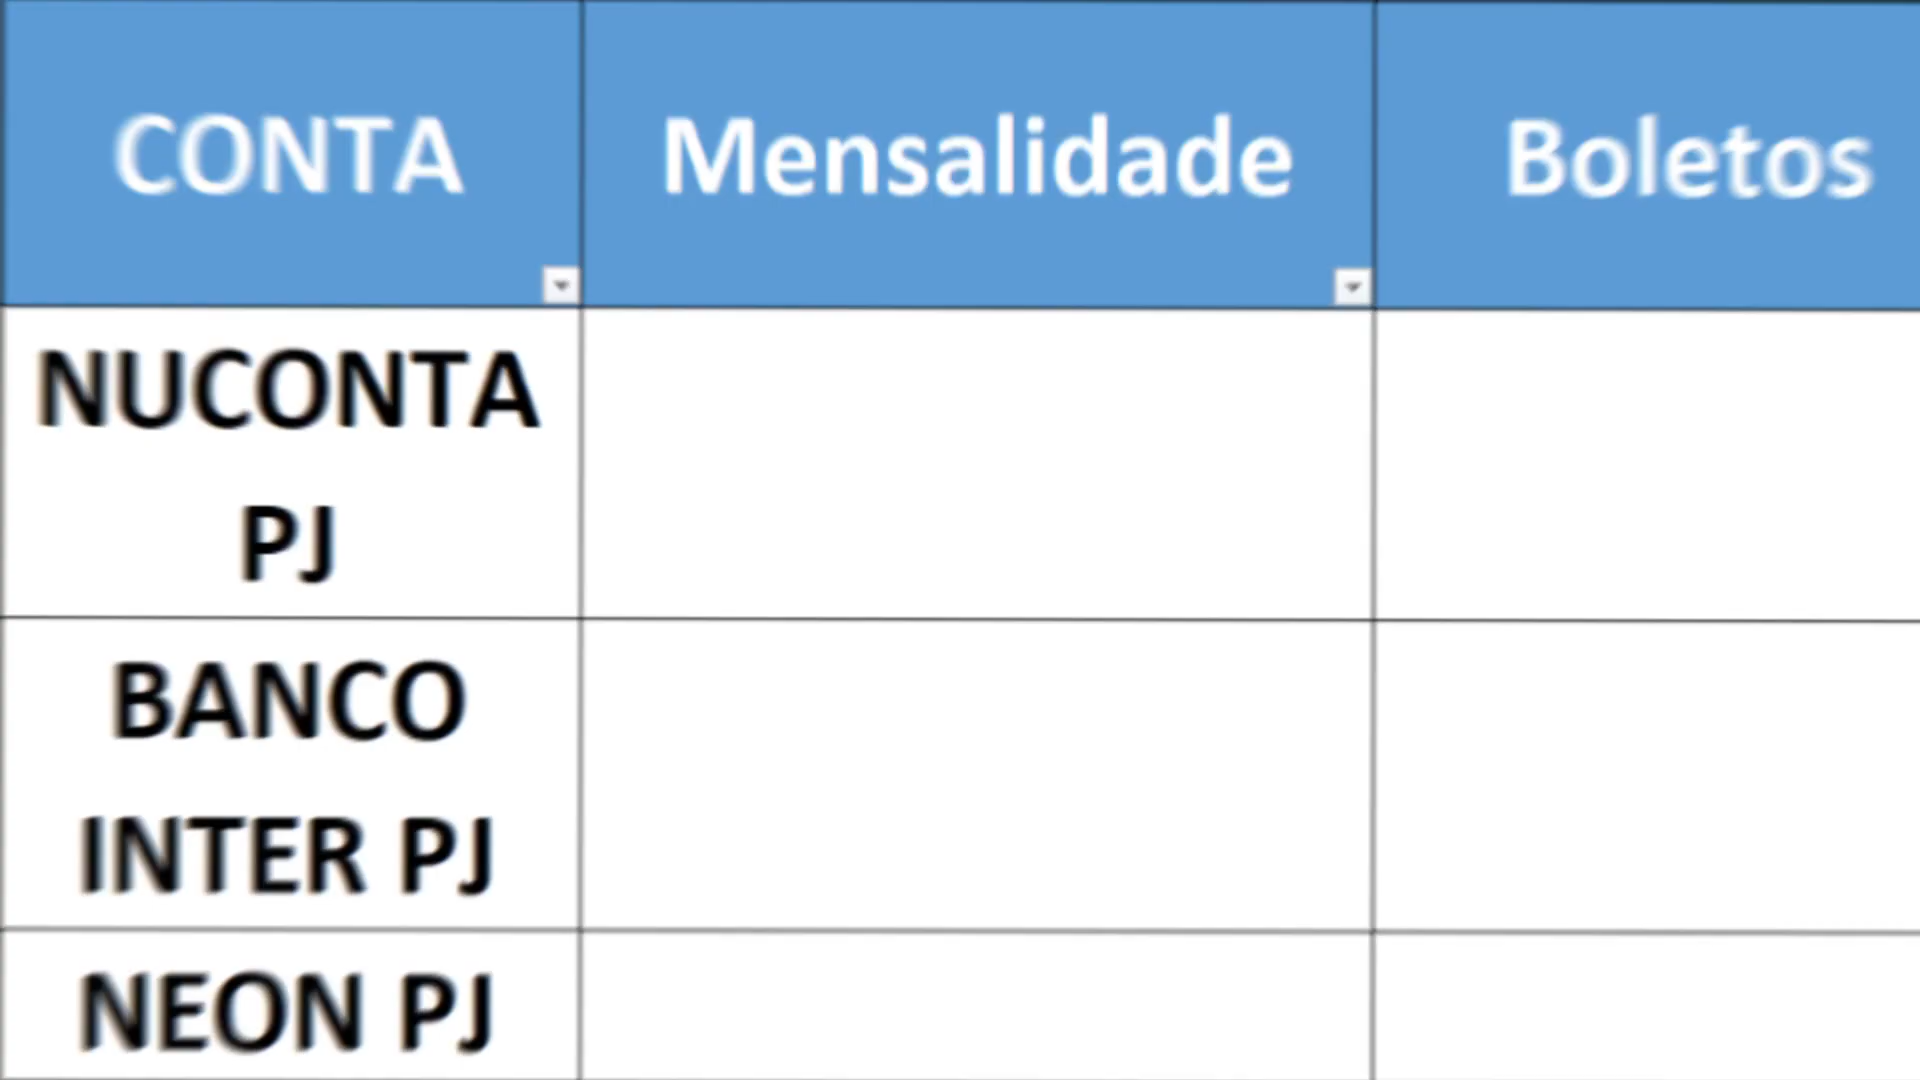 CONTA Mensalidade Boletos
NUCONTA
PJ
BANCO
INTER PJ
NEON PJ